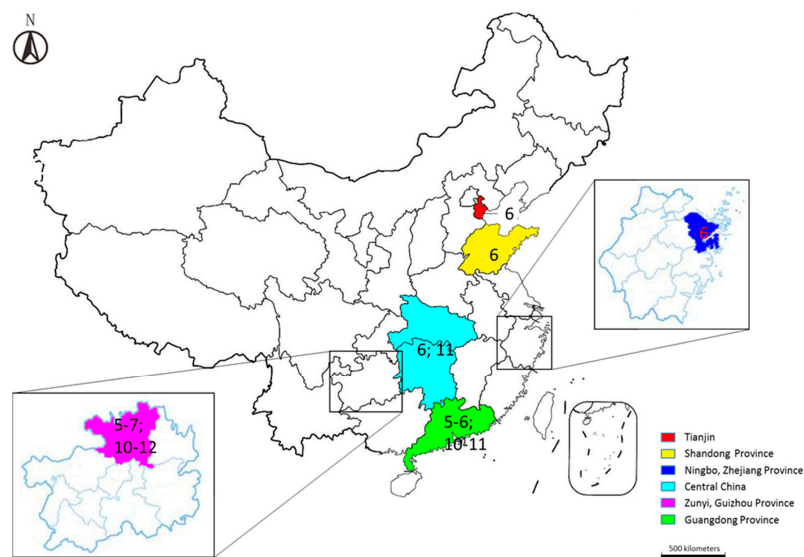 N
6
6
6
6; 11
5-7;
10-12
5-6;
10-11
Tianjin
Shandong Province
Ningbo, Zhejiang Province
Central China
Zunyi, Guizhou Province
Guangdong Province
500 kilometers